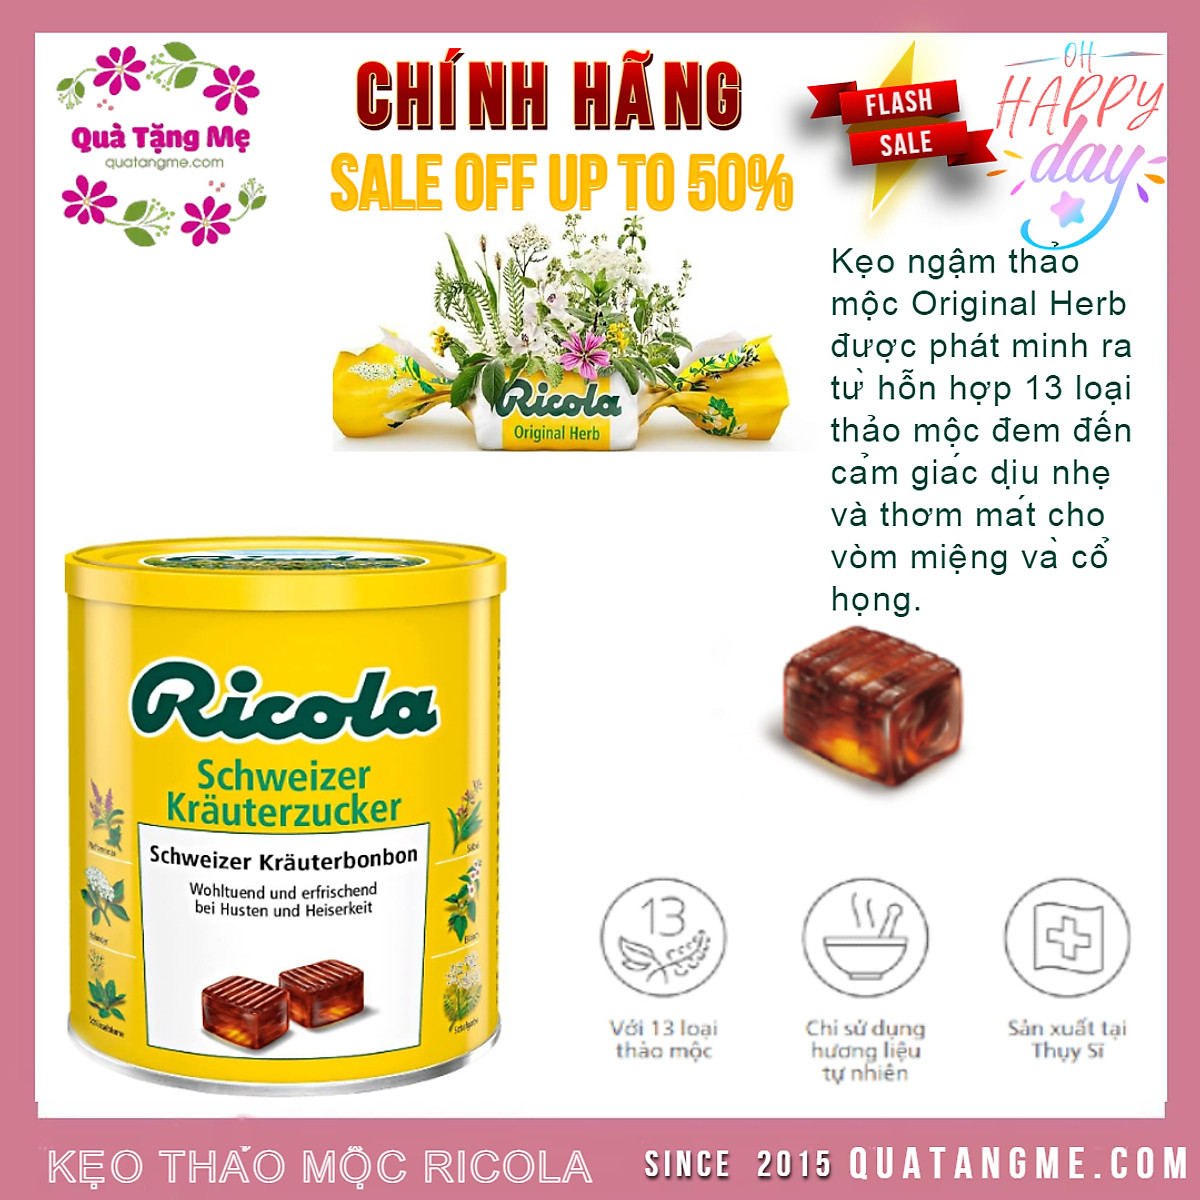 Quà Tặng Mẹ
quatangme.com
CHÍNH HÃNG
SALE OFF UP TO 50%
FLASH
SALE
OH
HAPPY
day
Ricola
Original Herb
Kẹo ngậm thảo
mộc Original Herb
được phát minh ra
từ hỗn hợp 13 loại
thảo mộc đem đến
cảm giác dịu nhẹ
và thơm mát cho
vòm miệng và cổ
họng.
Ricola
Schweizer
Kräuterzucker
Schweizer Kräuterbonbon
Wohltuend und erfrischend
bei Husten und Heiserkeit
13
Với 13 loại
thảo mộc
Chỉ sử dụng
hương liệu
tự nhiên
Sản xuất tại
Thụy Sĩ
KẸO THẢO MỘC RICOLA
SINCE 2015 QUATANGME.COM